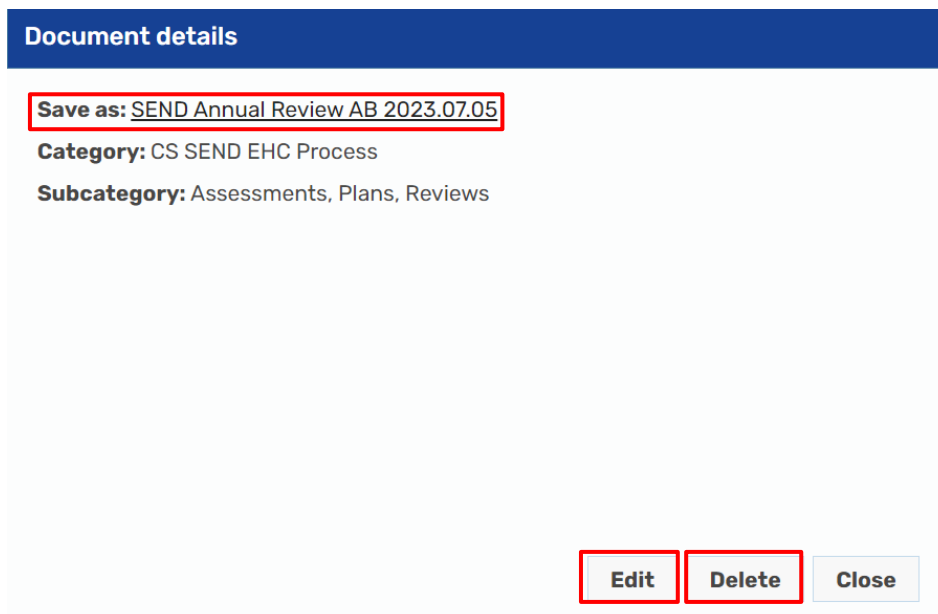 Document details
Save as: SEND Annual Review AB 2023.07.05
Category: CS SEND EHC Process
Subcategory: Assessments, Plans, Reviews
Edit Delete Close